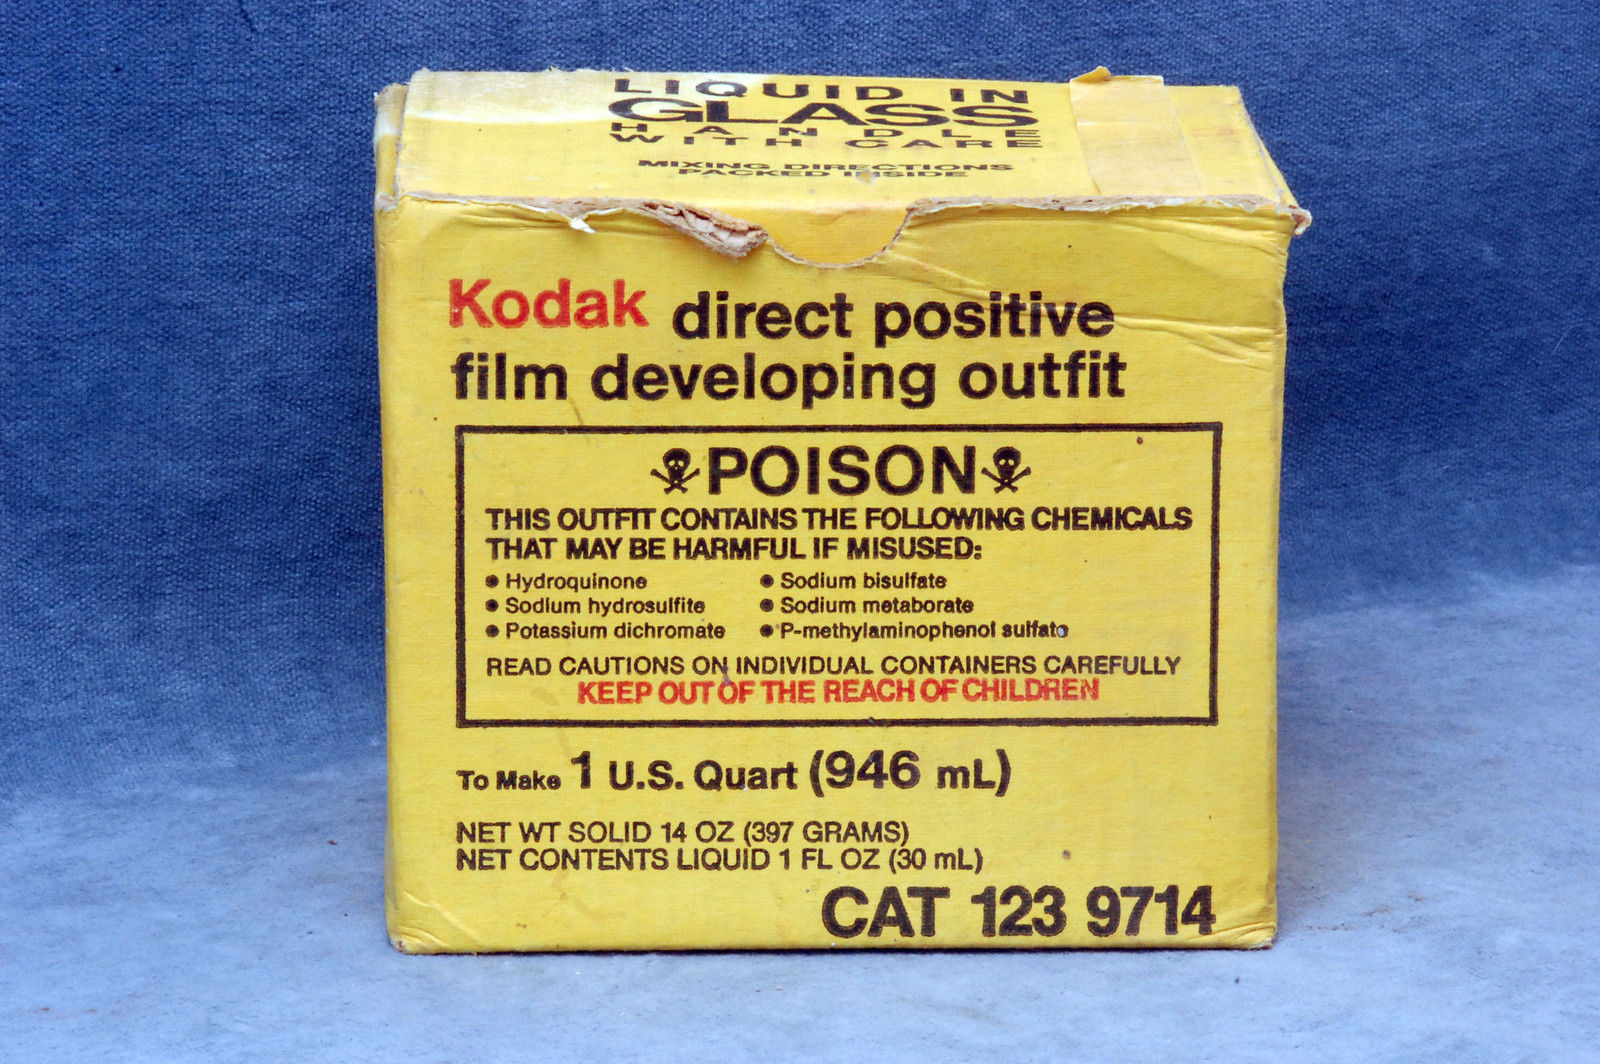 LIQUID IN
GLASS
HANDLE
WITH CARE
MIXING DIRECTIONS
PACKED INSIDE
Kodak direct positive
film developing outfit
POISON
THIS OUTFIT CONTAINS THE FOLLOWING CHEMICALS
THAT MAY BE HARMFUL IF MISUSED:
• Hydroquinone • Sodium bisulfate
• Sodium hydrosulfite • Sodium metaborate
• Potassium dichromate • P-methylaminophenol sulfate
READ CAUTIONS ON INDIVIDUAL CONTAINERS CAREFULLY
KEEP OUT OF THE REACH OF CHILDREN
To Make 1 U.S. Quart (946 mL)
NET WT SOLID 14 OZ (397 GRAMS)
NET CONTENTS LIQUID 1 FL OZ (30 mL)
CAT 123 9714